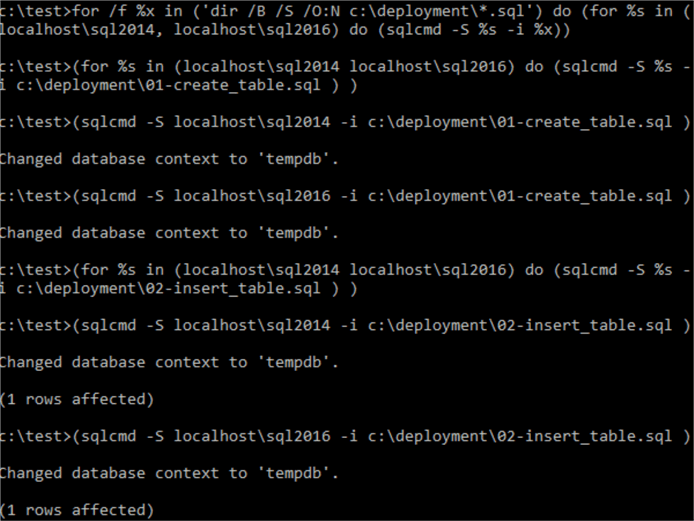 c:\test>for /f %x in ('dir /B /S /O:N c:\deployment\*.sql') do (for %s in (
localhost\sql2014, localhost\sql2016) do (sqlcmd -S %s -i %x))
c:\test>(for %s in (localhost\sql2014 localhost\sql2016) do (sqlcmd -S %s -
i c:\deployment\01-create_table.sql ) )
c:\test>(sqlcmd -S localhost\sql2014 -i c:\deployment\01-create_table.sql )
Changed database context to 'tempdb'.
c:\test>(sqlcmd -S localhost\sql2016 -i c:\deployment\01-create_table.sql )
Changed database context to 'tempdb'.
c:\test>(for %s in (localhost\sql2014 localhost\sql2016) do (sqlcmd -S %s -
i c:\deployment\02-insert_table.sql ) )
c:\test>(sqlcmd -S localhost\sql2014 -i c:\deployment\02-insert_table.sql )
Changed database context to 'tempdb'.
(1 rows affected)
c:\test>(sqlcmd -S localhost\sql2016 -i c:\deployment\02-insert_table.sql )
Changed database context to 'tempdb'.
(1 rows affected)